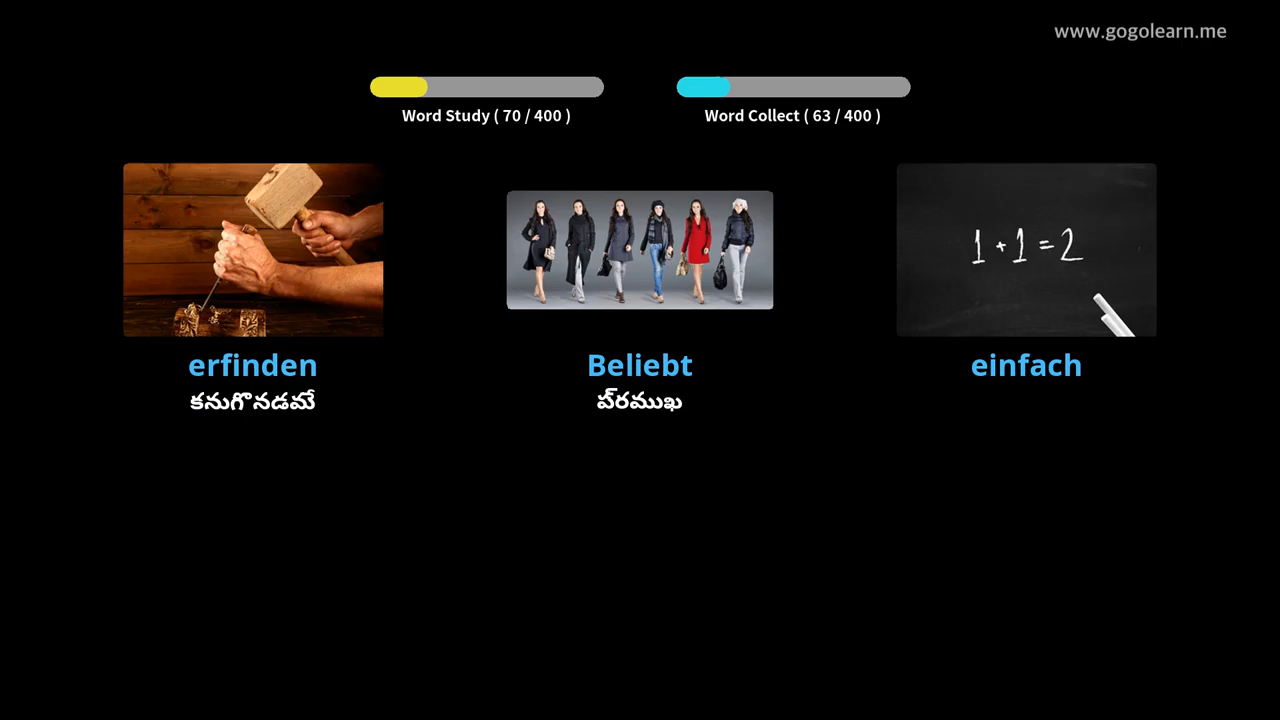 www.gogolearn.me
Word Study ( 70 / 400 )
Word Collect ( 63 / 400 )
1 + 1 = 2
erfinden
Beliebt
einfach
కనుగొనడమే
ప్రముఖ